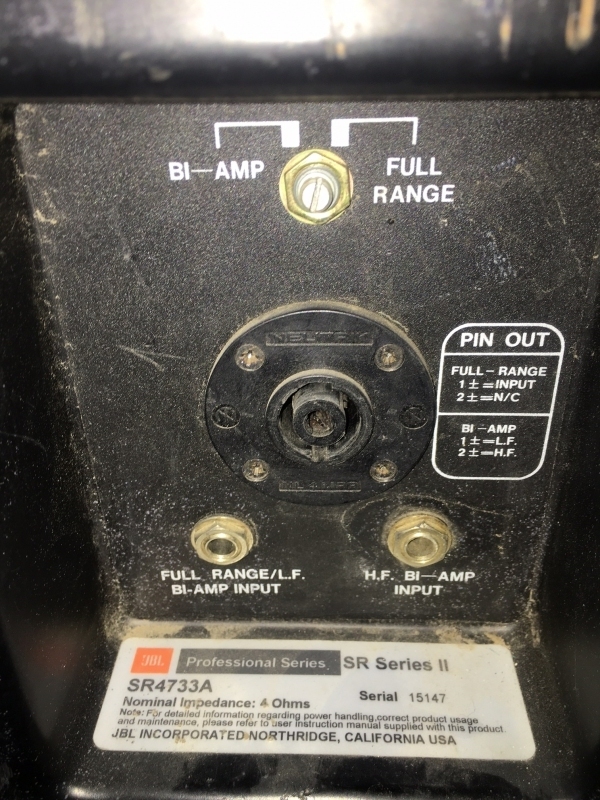 BI—AMP
FULL
RANGE
NEUTRIK
PIN OUT
FULL-RANGE
1±=INPUT
2±=N/C
BI-AMP
1±=L.F.
2±=H.F.
NL4MPR
FULL RANGE/L.F.
BI-AMP INPUT
H.F. BI—AMP
INPUT
JBL Professional Series SR Series II
SR4733A
Serial 15147
Nominal Impedance: 4 Ohms
Note: For detailed information regarding power handling,correct product usage
and maintenance, please refer to user instruction manual supplied with this product.
JBL INCORPORATED NORTHRIDGE, CALIFORNIA USA